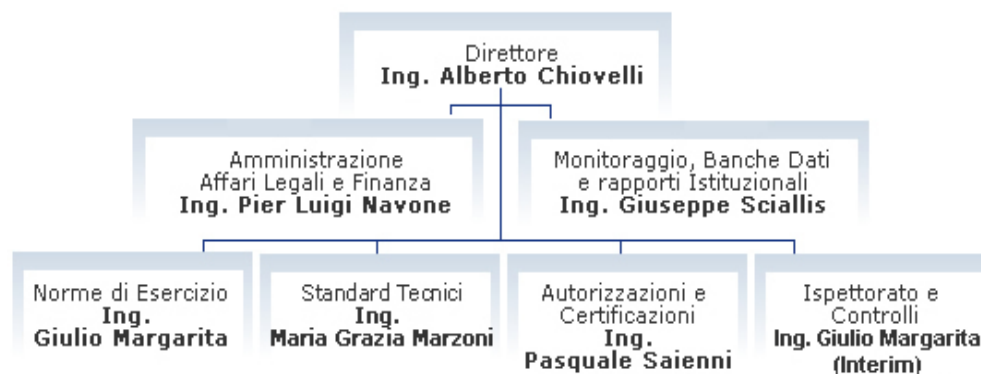 Direttore
Ing. Alberto Chiovelli
Amministrazione
Affari Legali e Finanza
Ing. Pier Luigi Navone
Monitoraggio, Banche Dati
e rapporti Istituzionali
Ing. Giuseppe Sciallis
Norme di Esercizio
Ing.
Giulio Margarita
Standard Tecnici
Ing.
Maria Grazia Marzoni
Autorizzazioni e
Certificazioni
Ing.
Pasquale Saienni
Ispettorato e
Controlli
Ing. Giulio Margarita
(Interim)